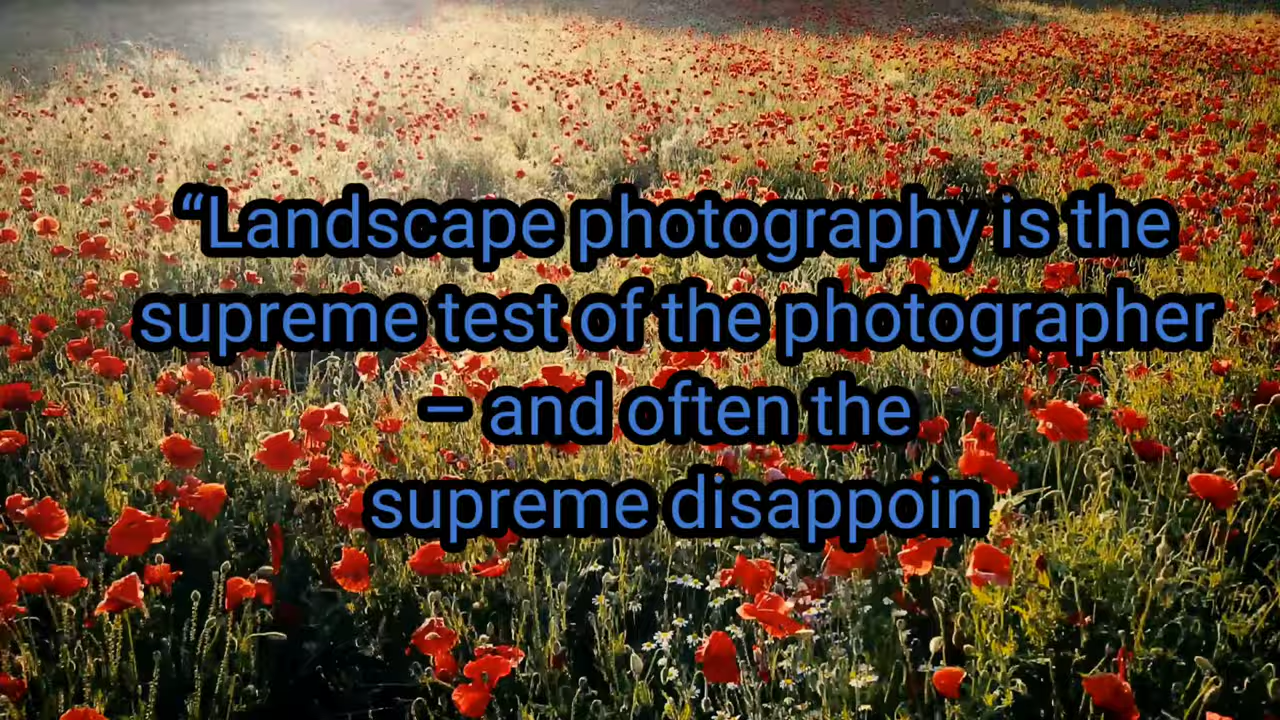 “Landscape photography is the
supreme test of the photographer
– and often the
supreme disappoin